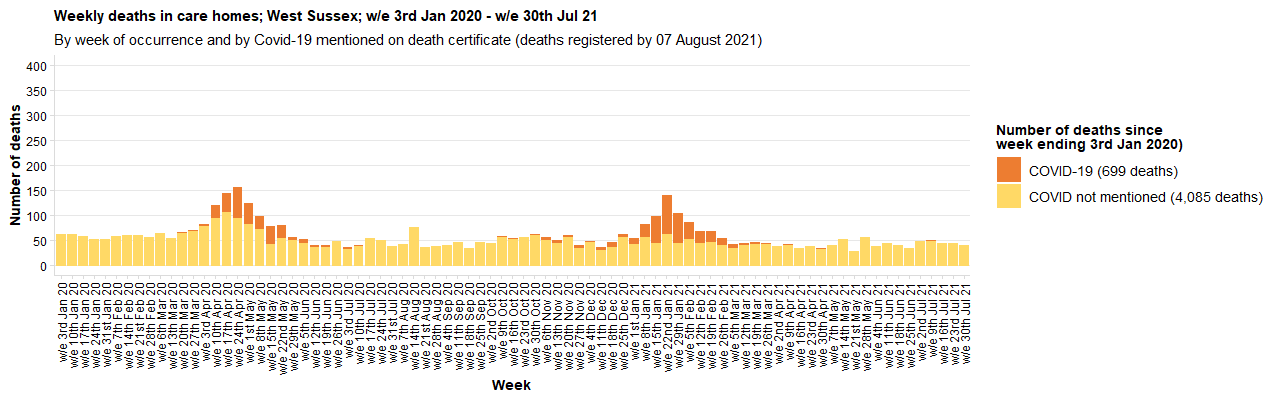 Weekly deaths in care homes; West Sussex; w/e 3rd Jan 2020 - w/e 30th Jul 21
By week of occurrence and by Covid-19 mentioned on death certificate (deaths registered by 07 August 2021)
Number of deaths
400
350
300
250
200
150
100
50
0
w/e 3rd Jan 20
w/e 10th Jan 20
w/e 17th Jan 20
w/e 24th Jan 20
w/e 31st Jan 20
w/e 7th Feb 20
w/e 14th Feb 20
w/e 21st Feb 20
w/e 28th Feb 20
w/e 6th Mar 20
w/e 13th Mar 20
w/e 20th Mar 20
w/e 27th Mar 20
w/e 3rd Apr 20
w/e 10th Apr 20
w/e 17th Apr 20
w/e 24th Apr 20
w/e 1st May 20
w/e 8th May 20
w/e 15th May 20
w/e 22nd May 20
w/e 29th May 20
w/e 5th Jun 20
w/e 12th Jun 20
w/e 19th Jun 20
w/e 26th Jun 20
w/e 3rd Jul 20
w/e 10th Jul 20
w/e 17th Jul 20
w/e 24th Jul 20
w/e 31st Jul 20
w/e 7th Aug 20
w/e 14th Aug 20
w/e 21st Aug 20
w/e 28th Aug 20
w/e 4th Sep 20
w/e 11th Sep 20
w/e 18th Sep 20
w/e 25th Sep 20
w/e 2nd Oct 20
w/e 9th Oct 20
w/e 16th Oct 20
w/e 23rd Oct 20
w/e 30th Oct 20
w/e 6th Nov 20
w/e 13th Nov 20
w/e 20th Nov 20
w/e 27th Nov 20
w/e 4th Dec 20
w/e 11th Dec 20
w/e 18th Dec 20
w/e 25th Dec 20
w/e 1st Jan 21
w/e 8th Jan 21
w/e 15th Jan 21
w/e 22nd Jan 21
w/e 29th Jan 21
w/e 5th Feb 21
w/e 12th Feb 21
w/e 19th Feb 21
w/e 26th Feb 21
w/e 5th Mar 21
w/e 12th Mar 21
w/e 19th Mar 21
w/e 26th Mar 21
w/e 2nd Apr 21
w/e 9th Apr 21
w/e 16th Apr 21
w/e 23rd Apr 21
w/e 30th Apr 21
w/e 7th May 21
w/e 14th May 21
w/e 21st May 21
w/e 28th May 21
w/e 4th Jun 21
w/e 11th Jun 21
w/e 18th Jun 21
w/e 25th Jun 21
w/e 2nd Jul 21
w/e 9th Jul 21
w/e 16th Jul 21
w/e 23rd Jul 21
w/e 30th Jul 21
Week
Number of deaths since
week ending 3rd Jan 2020)
COVID-19 (699 deaths)
COVID not mentioned (4,085 deaths)